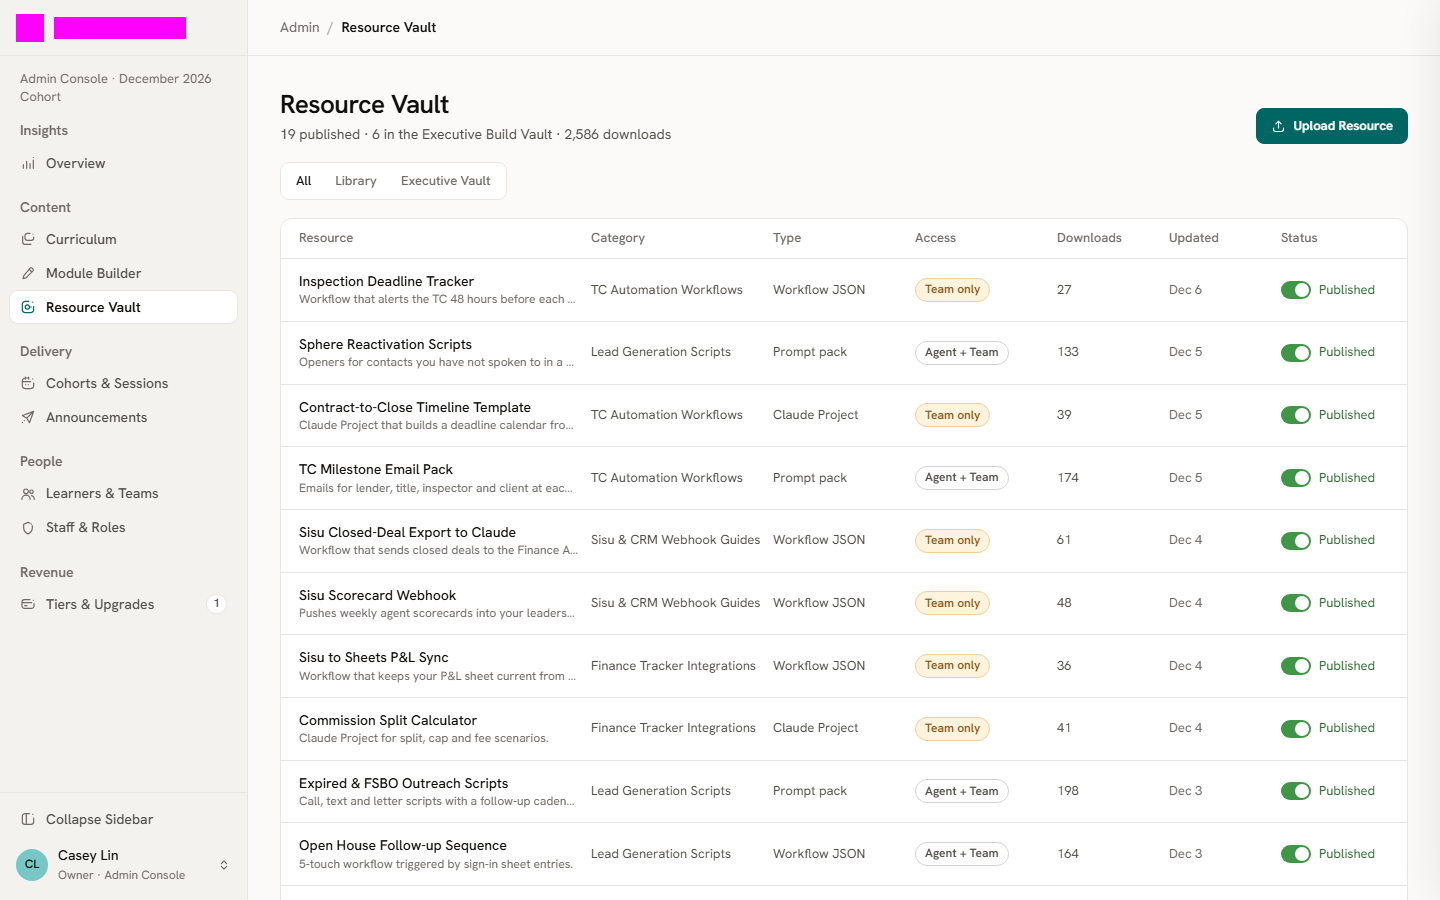 Admin / Resource Vault
Admin Console · December 2026
Cohort
Insights
Overview
Content
Curriculum
Module Builder
Resource Vault
Delivery
Cohorts & Sessions
Announcements
People
Learners & Teams
Staff & Roles
Revenue
Tiers & Upgrades 1
Collapse Sidebar
CL
Casey Lin
Owner · Admin Console
Resource Vault
19 published · 6 in the Executive Build Vault · 2,586 downloads
Upload Resource
All Library Executive Vault
Resource Category Type Access Downloads Updated Status
Inspection Deadline Tracker
Workflow that alerts the TC 48 hours before each ...
TC Automation Workflows Workflow JSON Team only 27 Dec 6 Published
Sphere Reactivation Scripts
Openers for contacts you have not spoken to in a ...
Lead Generation Scripts Prompt pack Agent + Team 133 Dec 5 Published
Contract-to-Close Timeline Template
Claude Project that builds a deadline calendar fro...
TC Automation Workflows Claude Project Team only 39 Dec 5 Published
TC Milestone Email Pack
Emails for lender, title, inspector and client at eac...
TC Automation Workflows Prompt pack Agent + Team 174 Dec 5 Published
Sisu Closed-Deal Export to Claude
Workflow that sends closed deals to the Finance A...
Sisu & CRM Webhook Guides Workflow JSON Team only 61 Dec 4 Published
Sisu Scorecard Webhook
Pushes weekly agent scorecards into your leaders...
Sisu & CRM Webhook Guides Workflow JSON Team only 48 Dec 4 Published
Sisu to Sheets P&L Sync
Workflow that keeps your P&L sheet current from ...
Finance Tracker Integrations Workflow JSON Team only 36 Dec 4 Published
Commission Split Calculator
Claude Project for split, cap and fee scenarios.
Finance Tracker Integrations Claude Project Team only 41 Dec 4 Published
Expired & FSBO Outreach Scripts
Call, text and letter scripts with a follow-up caden...
Lead Generation Scripts Prompt pack Agent + Team 198 Dec 3 Published
Open House Follow-up Sequence
5-touch workflow triggered by sign-in sheet entries.
Lead Generation Scripts Workflow JSON Agent + Team 164 Dec 3 Published